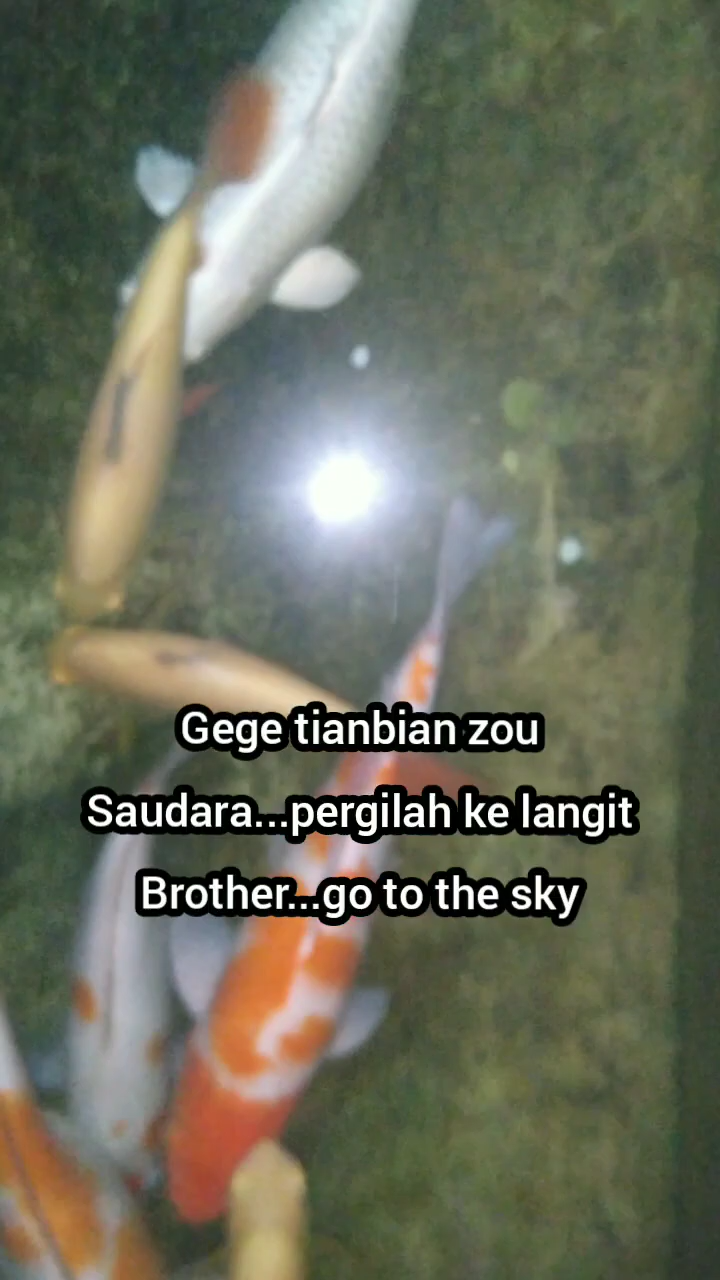 Gege tianbian zou
Saudara...pergilah ke langit
Brother...go to the sky